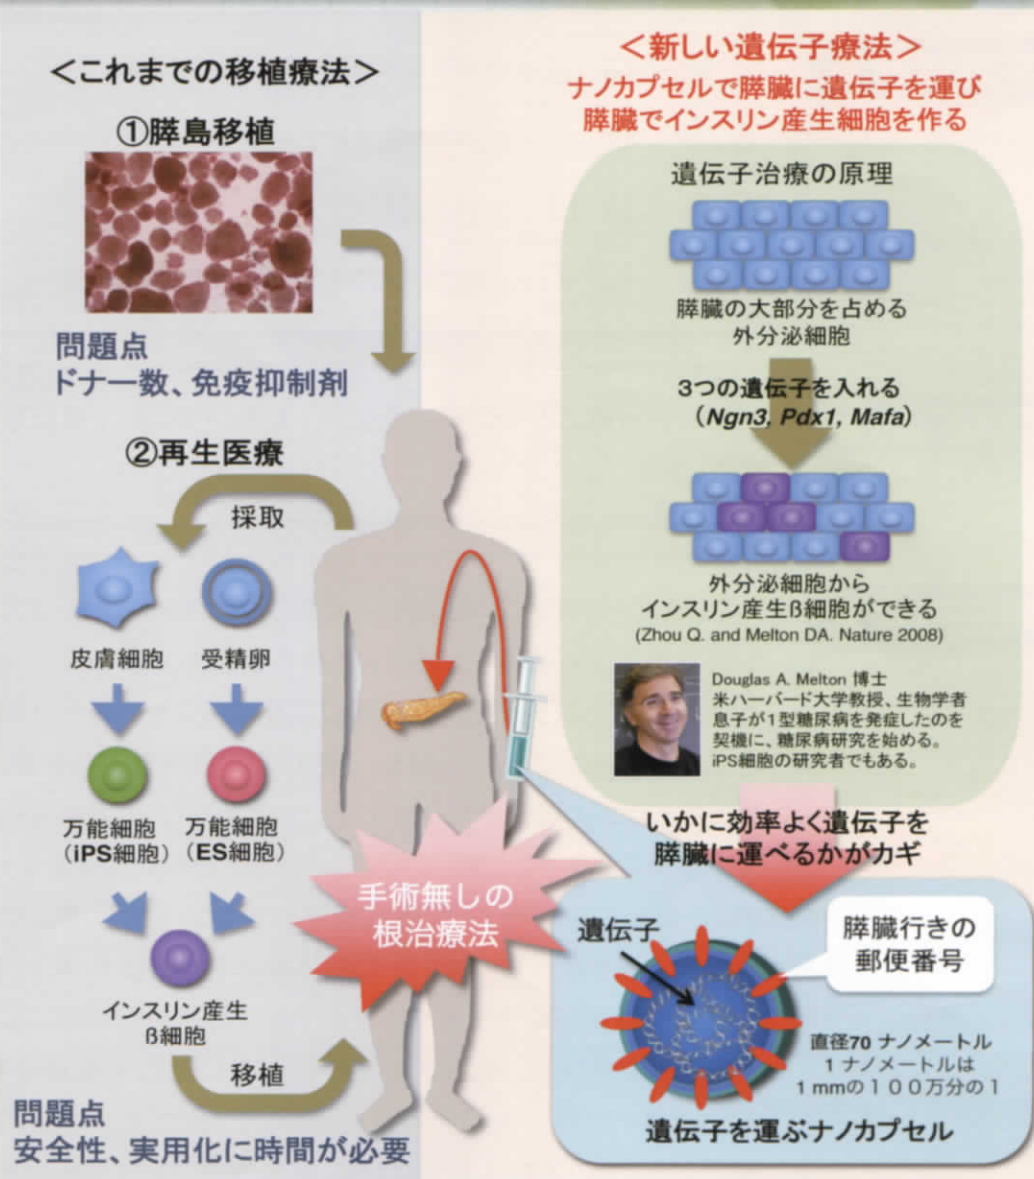 ＜これまでの移植療法＞
①膵島移植
問題点
ドナー数、免疫抑制剤
②再生医療
採取
皮膚細胞
受精卵
万能細胞
（iPS細胞）
万能細胞
（ES細胞）
インスリン産生
β細胞
移植
問題点
安全性、実用化に時間が必要
手術無しの
根治療法
＜新しい遺伝子療法＞
ナノカプセルで膵臓に遺伝子を運び
膵臓でインスリン産生細胞を作る
遺伝子治療の原理
膵臓の大部分を占める
外分泌細胞
3つの遺伝子を入れる
（Ngn3, Pdx1, Mafa）
外分泌細胞から
インスリン産生β細胞ができる
(Zhou Q. and Melton DA. Nature 2008)
Douglas A. Melton 博士
米ハーバード大学教授、生物学者
息子が1型糖尿病を発症したのを
契機に、糖尿病研究を始める。
iPS細胞の研究者でもある。
いかに効率よく遺伝子を
膵臓に運べるかがカギ
遺伝子
膵臓行きの
郵便番号
直径70 ナノメートル
1 ナノメートルは
1 mmの１００万分の１
遺伝子を運ぶナノカプセル